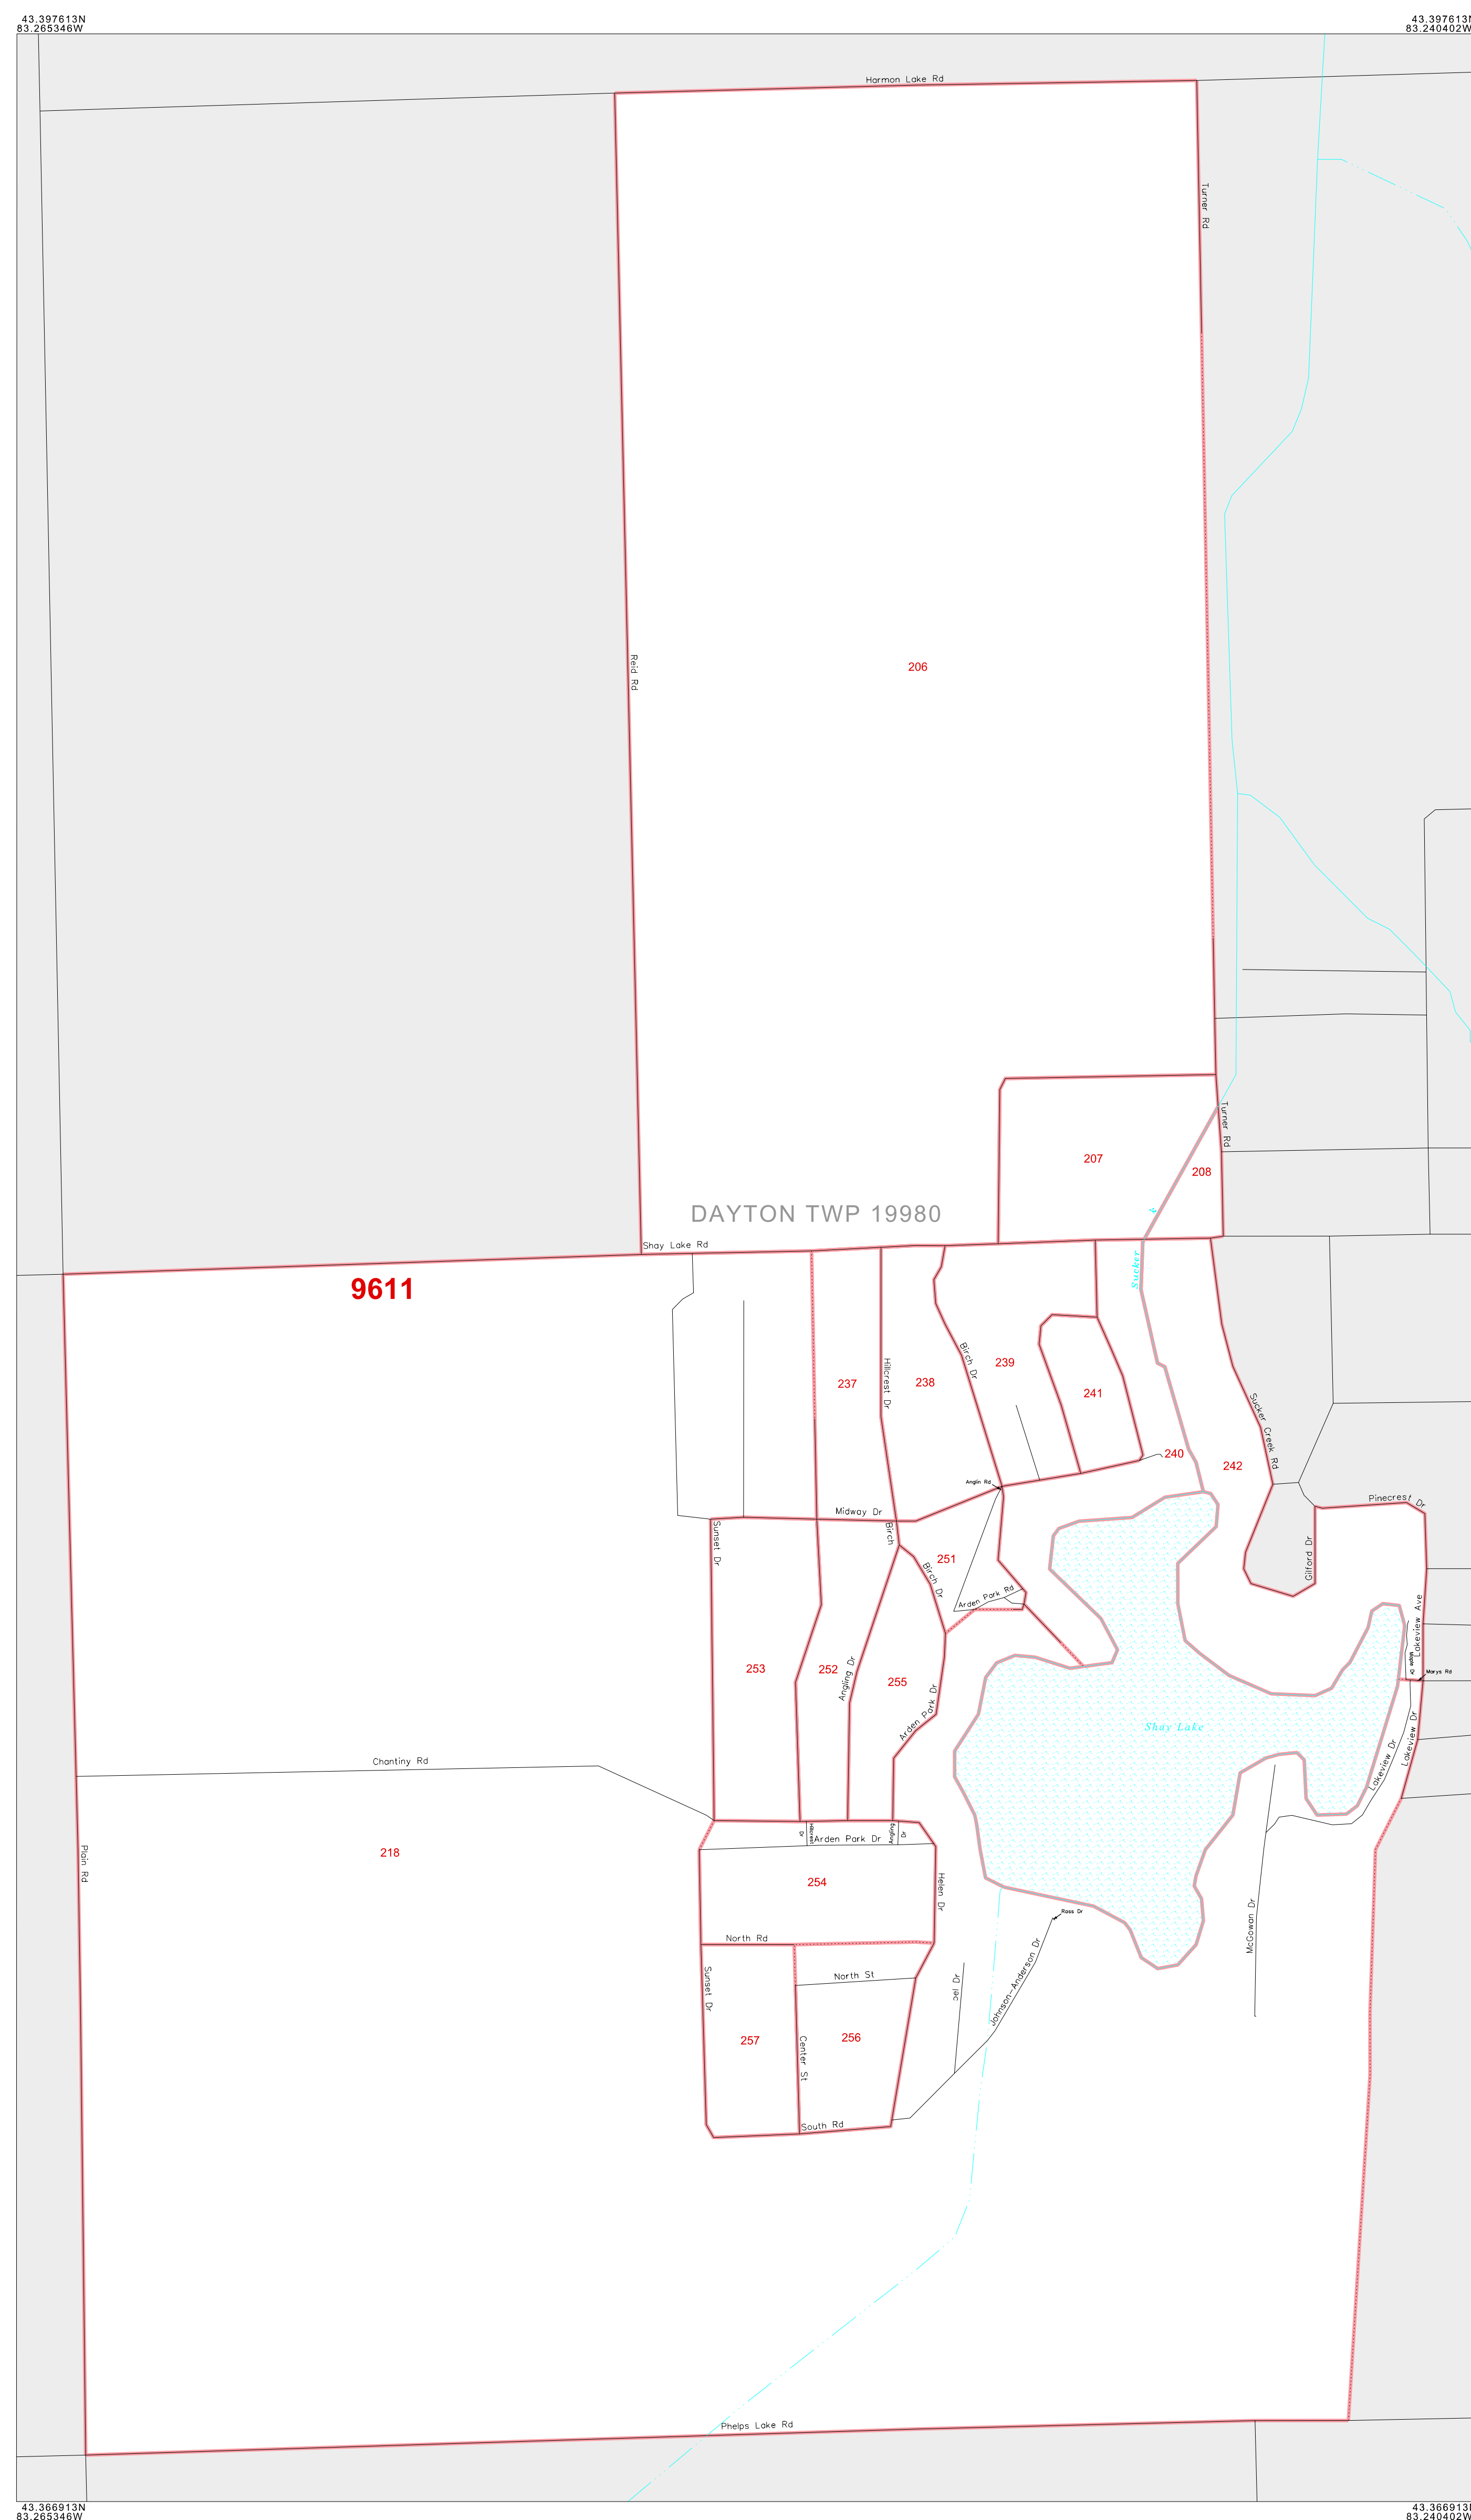 43.397613N
83.265346W
43.397613N
83.240402W
Harmon Lake Rd
Turner Rd
Reid Rd
206
Turner Rd
207
208
DAYTON TWP 19980
Shay Lake Rd
Sucker
9611
237
Hillcrest Dr
238
Birch Dr
239
241
240
242
Sucker Creek Rd
Anglin Rd
Pinecrest Dr
Midway Dr
Sunset Dr
Birch
251
Birch Dr
Gilford Dr
Arden Park Rd
Lakeview Ave
253
252
Angling Dr
255
Marys Rd
Arden Park Dr
Shay Lake
Lakeview Dr
Lakeview Dr
Chantiny Rd
Plain Rd
218
Hillcrest Dr
Arden Park Dr
Angling Dr
254
Helen Dr
Ross Dr
McGowan Dr
North Rd
Johnson-Anderson Dr
Sunset Dr
North St
257
Center St
256
South Rd
Phelps Lake Rd
43.366913N
83.265346W
43.366913N
83.240402W